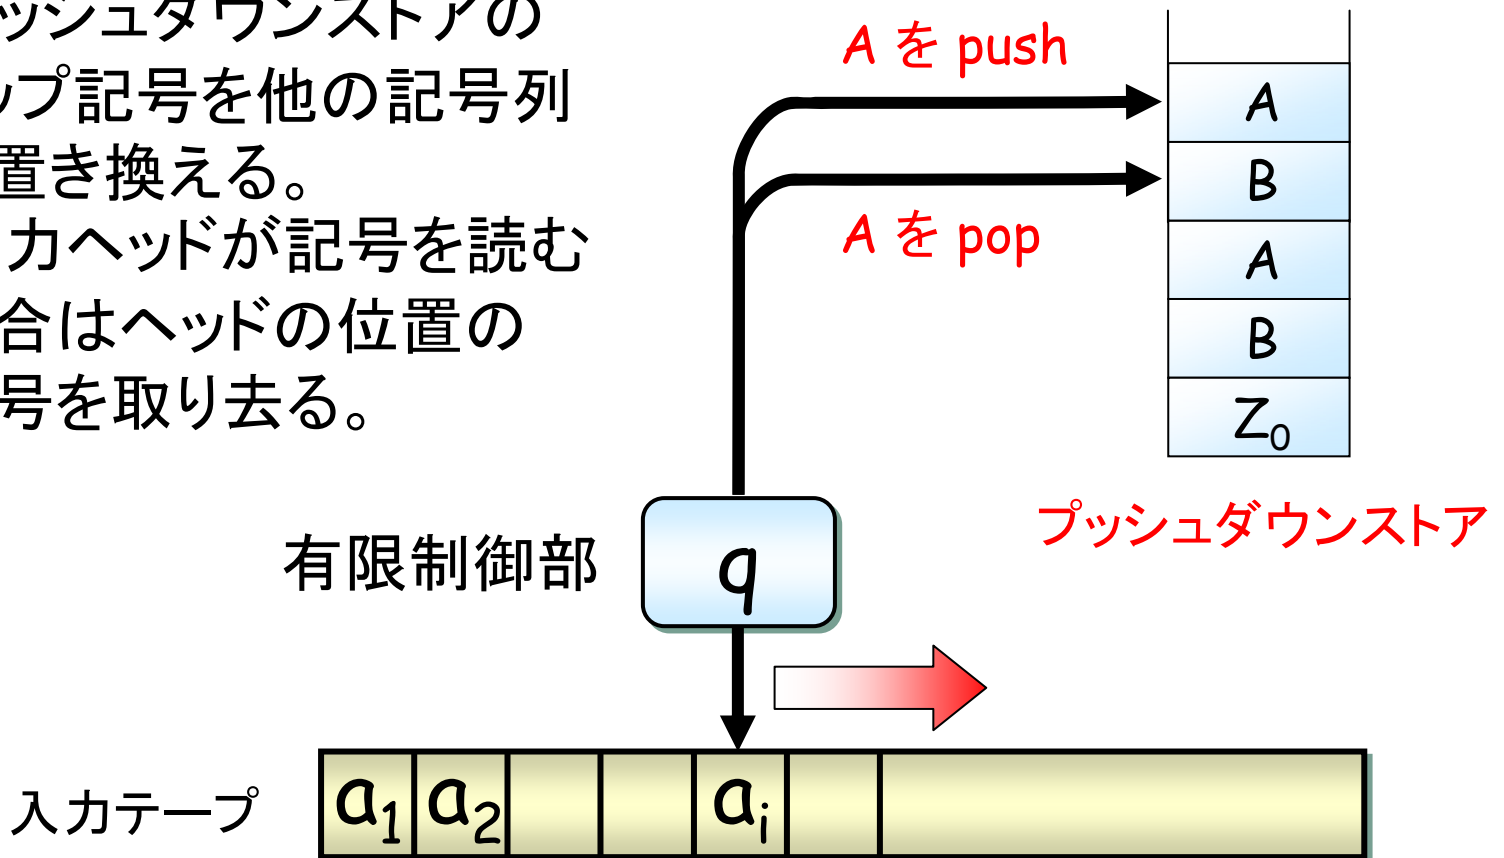 ッシュダウンストアの
ップ記号を他の記号列
置き換える。
力ヘッドが記号を読む
合はヘッドの位置の
号を取り去る。
A を push
A を pop
A
B
A
B
Z₀
プッシュダウンストア
有限制御部
q
入力テープ
a₁ a₂ aᵢ